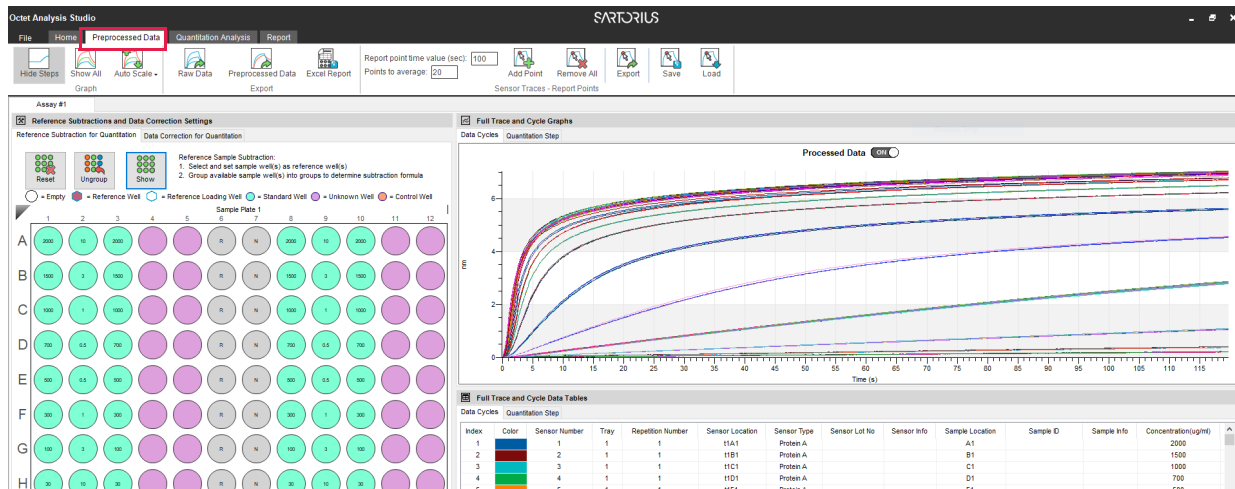 Octet Analysis Studio
SARTORIUS
File Home Preprocessed Data Quantitation Analysis Report
Hide Steps Show All Auto Scale Raw Data Preprocessed Data Excel Report
Report point time value (sec): 100
Points to average: 20
Add Point Remove All Export Save Load
Graph Export Sensor Traces - Report Points
Assay #1
Reference Subtractions and Data Correction Settings
Reference Subtraction for Quantitation Data Correction for Quantitation
Reset Ungroup Show
Reference Sample Subtraction:
1. Select and set sample well(s) as reference well(s)
2. Group available sample well(s) into groups to determine subtraction formula
= Empty = Reference Well = Reference Loading Well = Standard Well = Unknown Well = Control Well
Sample Plate 1
1 2 3 4 5 6 7 8 9 10 11 12
A 2000 10 2000 R N 2000 10 2000
B 1500 3 1500 R N 1500 3 1500
C 1000 1 1000 R N 1000 1 1000
D 700 0.5 700 R N 700 0.5 700
E 500 0.5 500 R N 500 0.5 500
F 300 1 300 R N 300 1 300
G 100 3 100 R N 100 3 100
H 30 10 30 R N 30 10 30
Full Trace and Cycle Graphs
Data Cycles Quantitation Step
Processed Data ON
nm
6
4
2
0
0 5 10 15 20 25 30 35 40 45 50 55 60 65 70 75 80 85 90 95 100 105 110 115
Time (s)
Full Trace and Cycle Data Tables
Data Cycles Quantitation Step
Index Color Sensor Number Tray Repetition Number Sensor Location Sensor Type Sensor Lot No Sensor Info Sample Location Sample ID Sample Info Concentration(ug/ml)
1 1 1 1 t1A1 Protein A A1 2000
2 2 1 1 t1B1 Protein A B1 1500
3 3 1 1 t1C1 Protein A C1 1000
4 4 1 1 t1D1 Protein A D1 700